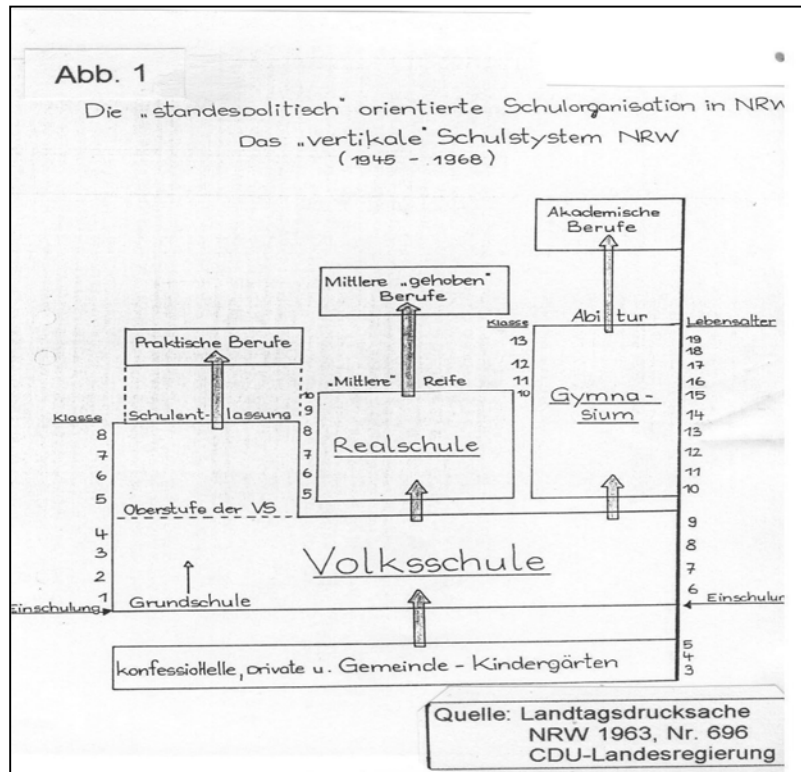 Abb. 1
Die „standespolitisch" orientierte Schulorganisation in NRW
Das „vertikale" Schulstystem NRW
(1945 - 1968)
Akademische
Berufe
Mittlere „gehoben"
Berufe
Praktische Berufe
Klasse
Abitur
Lebensalter
13
12
11
10
19
18
17
16
15
14
13
12
11
10
9
8
7
6
5
4
3
„Mittlere" Reife
Gymna-
sium
Klasse
Schulent-lassung
10
9
8
7
6
5
Realschule
8
7
6
5
4
3
2
1
Oberstufe der VS
Volksschule
Grundschule
Einschulung
Einschulun
Konfessionelle, private u. Gemeinde - Kindergärten
Quelle: Landtagsdrucksache
NRW 1963, Nr. 696
CDU-Landesregierung